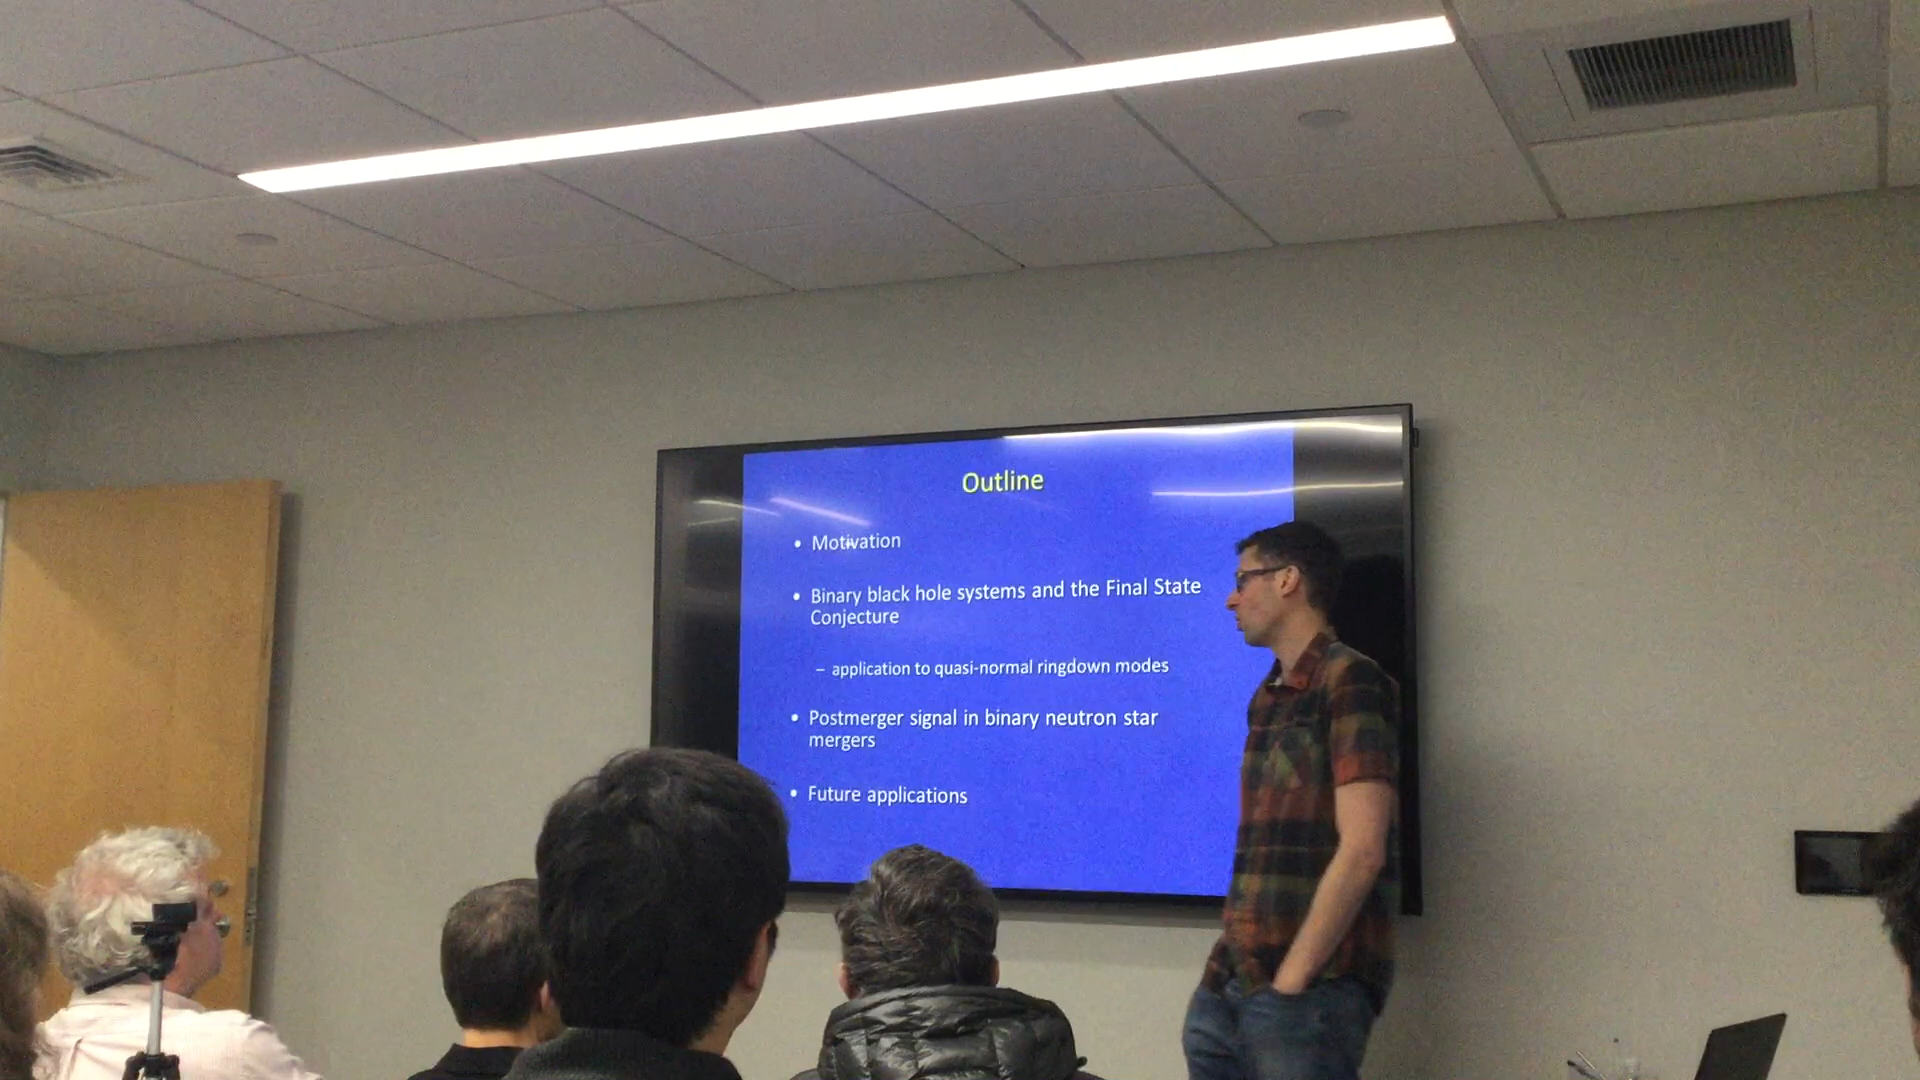 Outline
• Motivation
• Binary black hole systems and the Final State
Conjecture
– application to quasi-normal ringdown modes
• Postmerger signal in binary neutron star
mergers
• Future applications